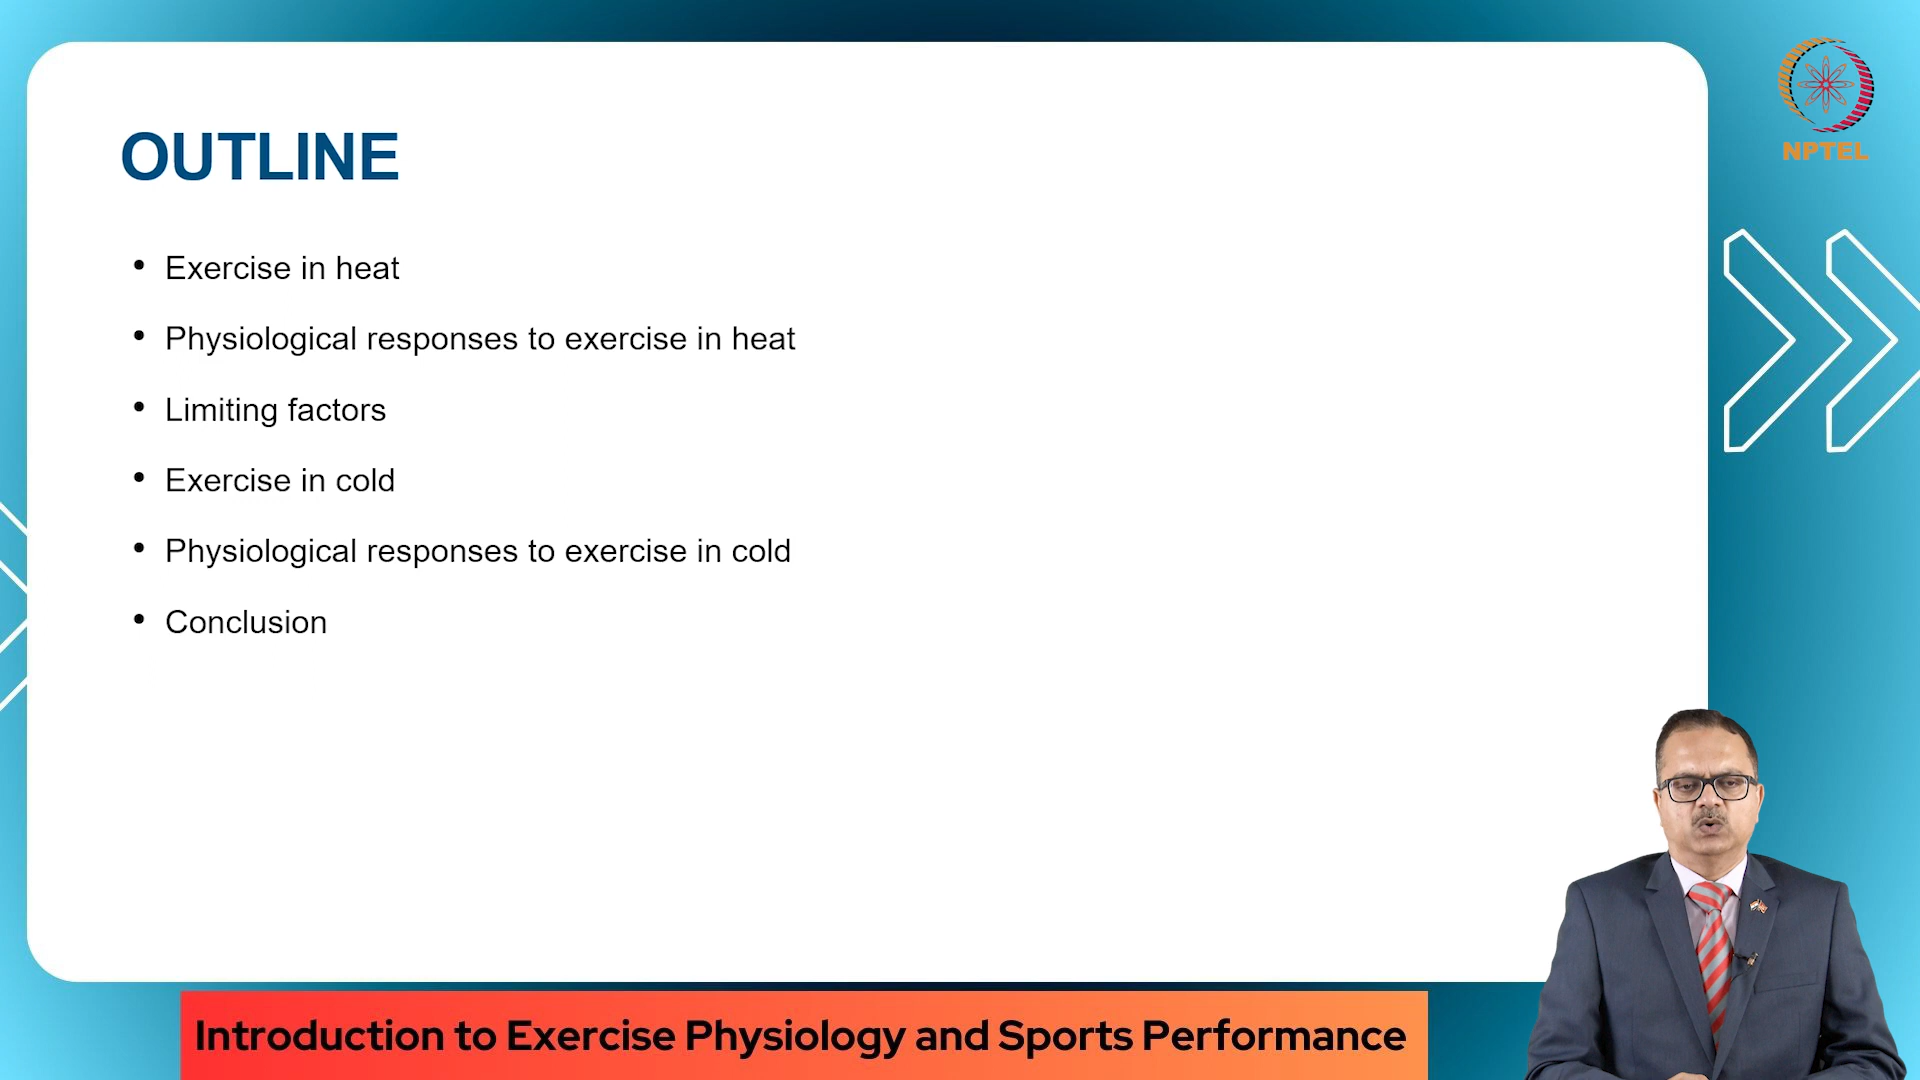 OUTLINE
• Exercise in heat
• Physiological responses to exercise in heat
• Limiting factors
• Exercise in cold
• Physiological responses to exercise in cold
• Conclusion
NPTEL
Introduction to Exercise Physiology and Sports Performance